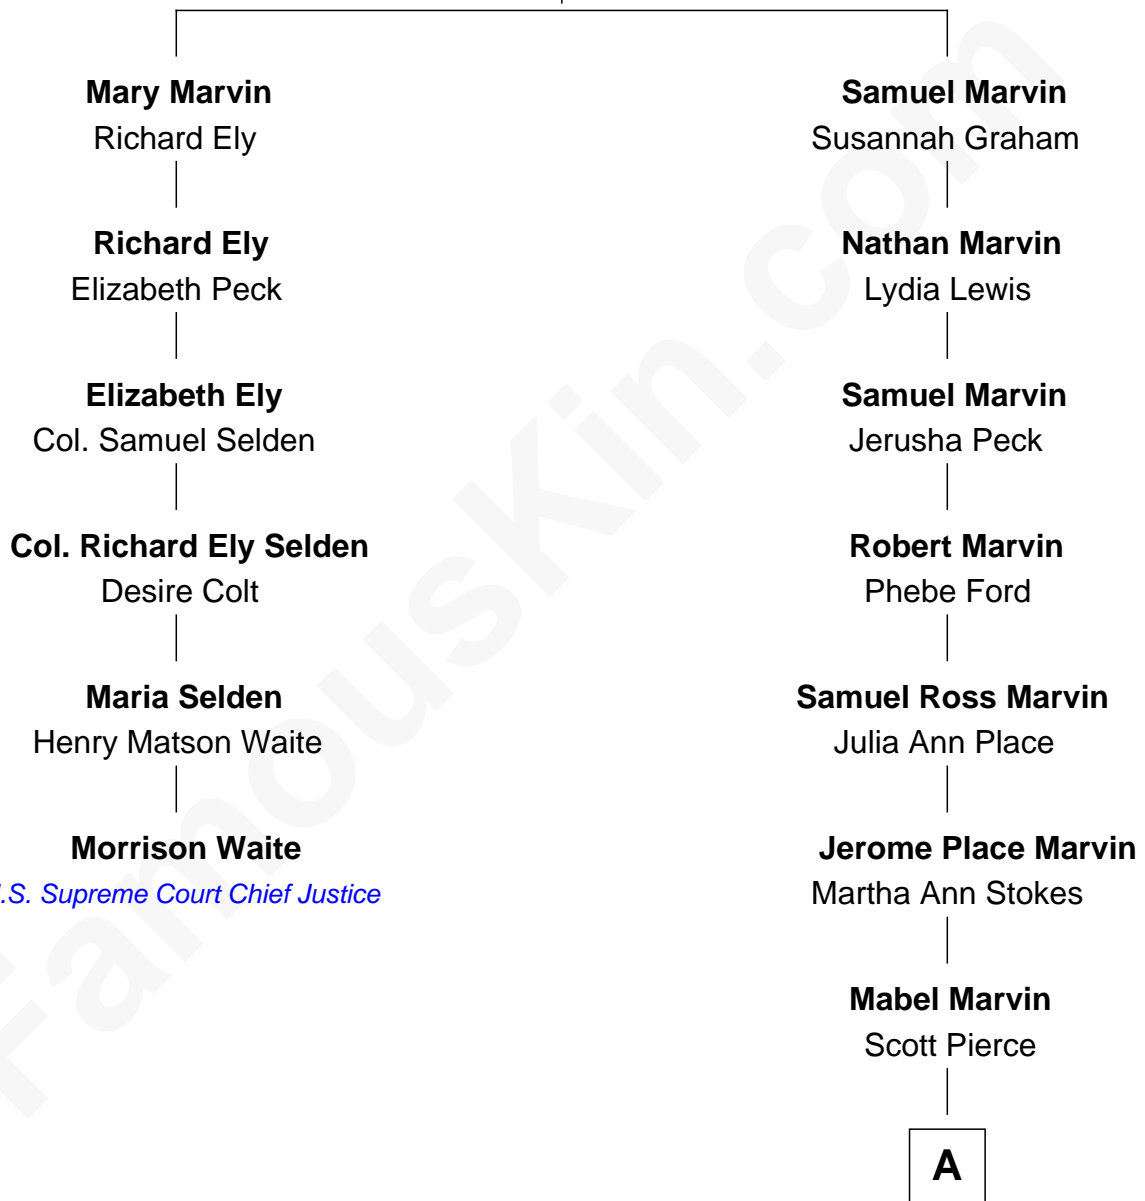 Mary Marvin
Richard Ely
Richard Ely
Elizabeth Peck
Elizabeth Ely
Col. Samuel Selden
Col. Richard Ely Selden
Desire Colt
Maria Selden
Henry Matson Waite
Morrison Waite
.S. Supreme Court Chief Justice
Samuel Marvin
Susannah Graham
Nathan Marvin
Lydia Lewis
Samuel Marvin
Jerusha Peck
Robert Marvin
Phebe Ford
Samuel Ross Marvin
Julia Ann Place
Jerome Place Marvin
Martha Ann Stokes
Mabel Marvin
Scott Pierce
A
FamousKin.com